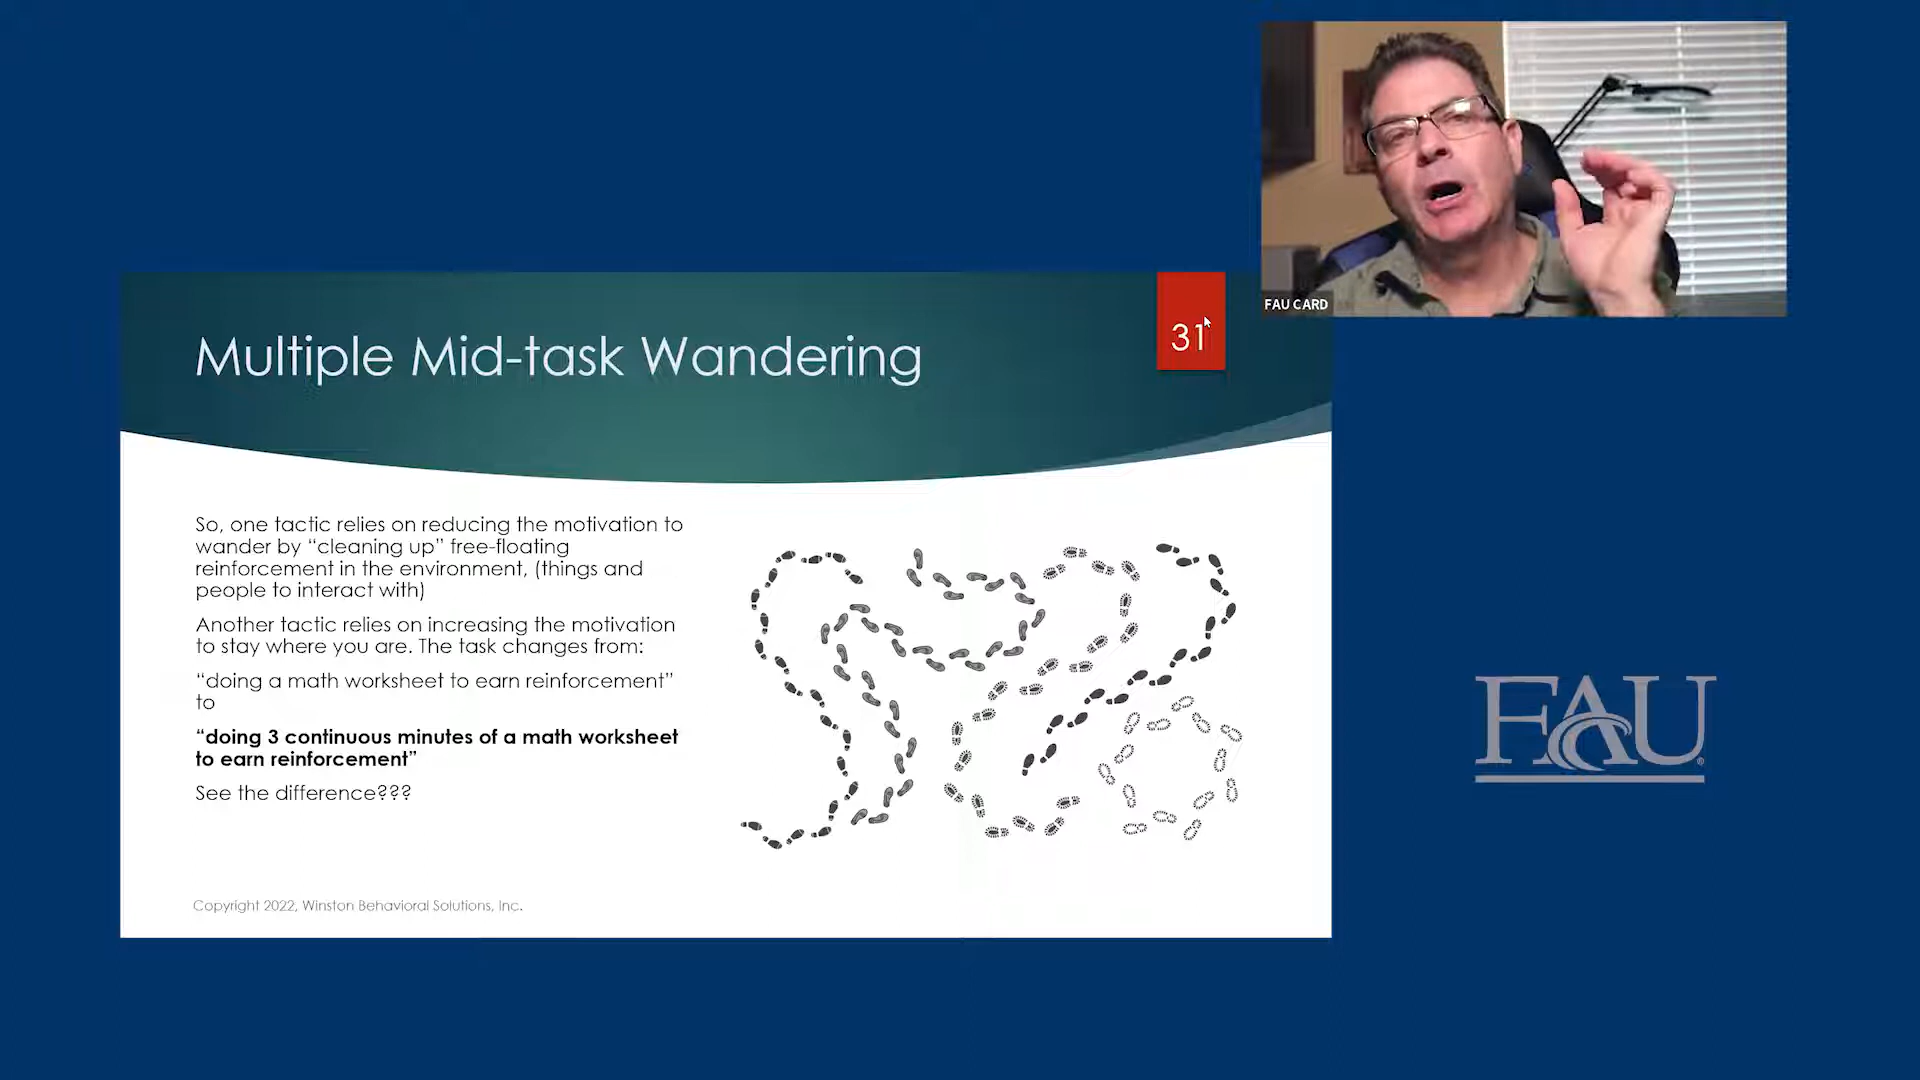 FAU CARD
31
Multiple Mid-task Wandering
So, one tactic relies on reducing the motivation to
wander by “cleaning up” free-floating
reinforcement in the environment, (things and
people to interact with)
Another tactic relies on increasing the motivation
to stay where you are. The task changes from:
“doing a math worksheet to earn reinforcement”
to
“doing 3 continuous minutes of a math worksheet
to earn reinforcement”
See the difference???
Copyright 2022, Winston Behavioral Solutions, Inc.
FAU®